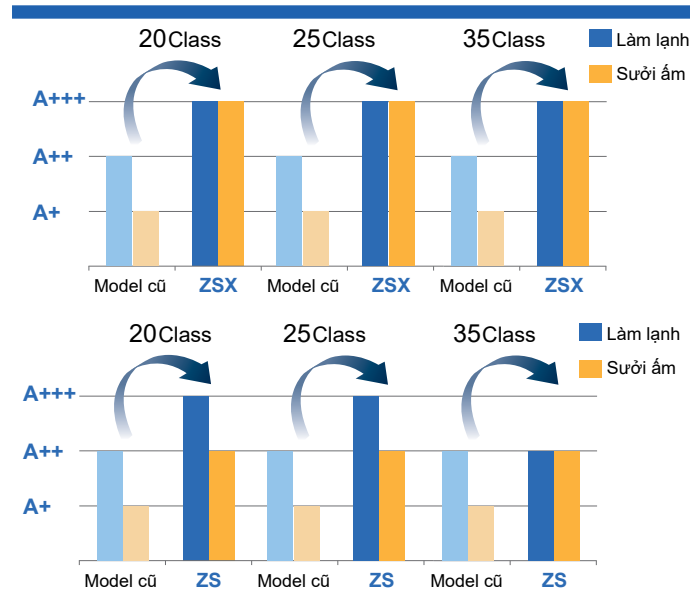 20Class 25Class 35Class
Làm lạnh
Sưởi ấm
A+++
A++
A+
Model cũ ZSX Model cũ ZSX Model cũ ZSX
20Class 25Class 35Class
Làm lạnh
Sưởi ấm
A+++
A++
A+
Model cũ ZS Model cũ ZS Model cũ ZS